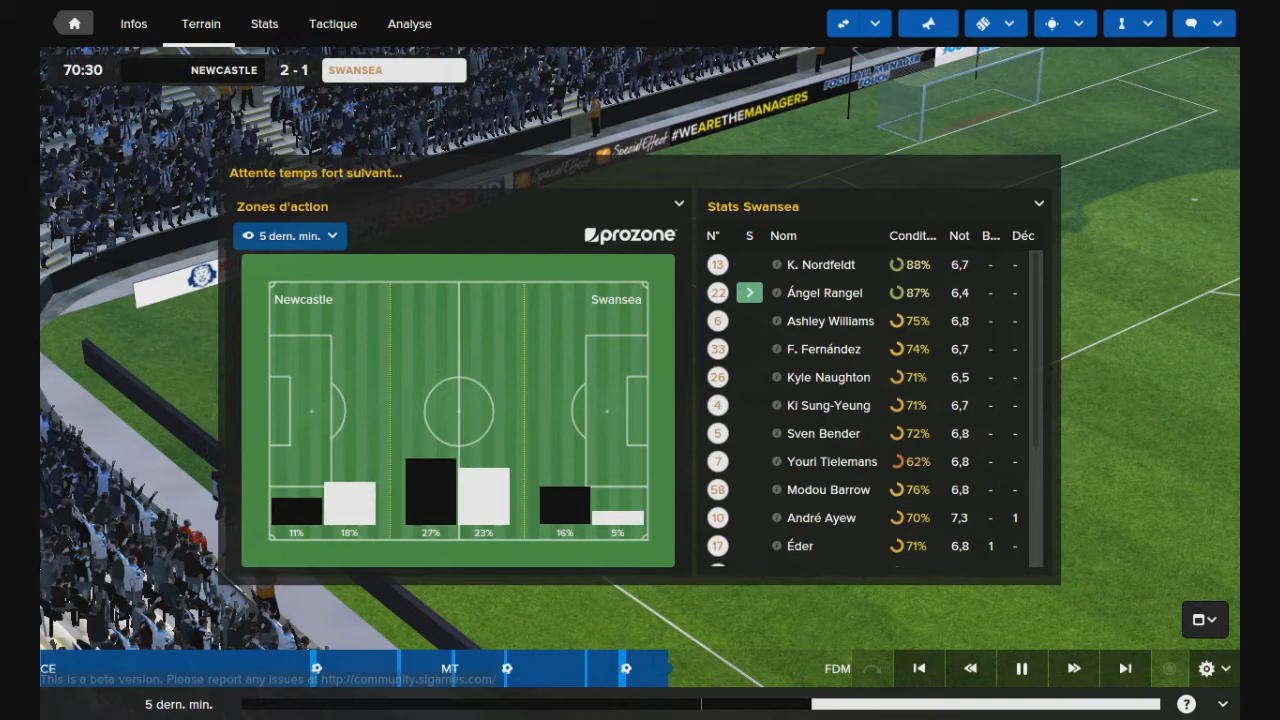 Infos Terrain Stats Tactique Analyse
70:30 NEWCASTLE 2 - 1 SWANSEA
FOOTBALL MANAGER TOUCH
SpecialEffect #WEARETHEMANAGERS
SpecialEffect
Attente temps fort suivant...
Zones d'action
5 dern. min.
prozone
Newcastle Swansea
11% 18% 27% 23% 16% 5%
Stats Swansea
N° S Nom Condit... Not B... Déc
13 K. Nordfeldt 88% 6,7 - -
22 Ángel Rangel 87% 6,4 - -
6 Ashley Williams 75% 6,8 - -
33 F. Fernández 74% 6,7 - -
26 Kyle Naughton 71% 6,5 - -
4 Ki Sung-Yeung 71% 6,7 - -
5 Sven Bender 72% 6,8 - -
7 Youri Tielemans 62% 6,8 - -
58 Modou Barrow 76% 6,8 - -
10 André Ayew 70% 7,3 - 1
17 Éder 71% 6,8 1 -
CE MT FDM
This is a beta version. Please report any issues at http://community.sigames.com/
5 dern. min. ?